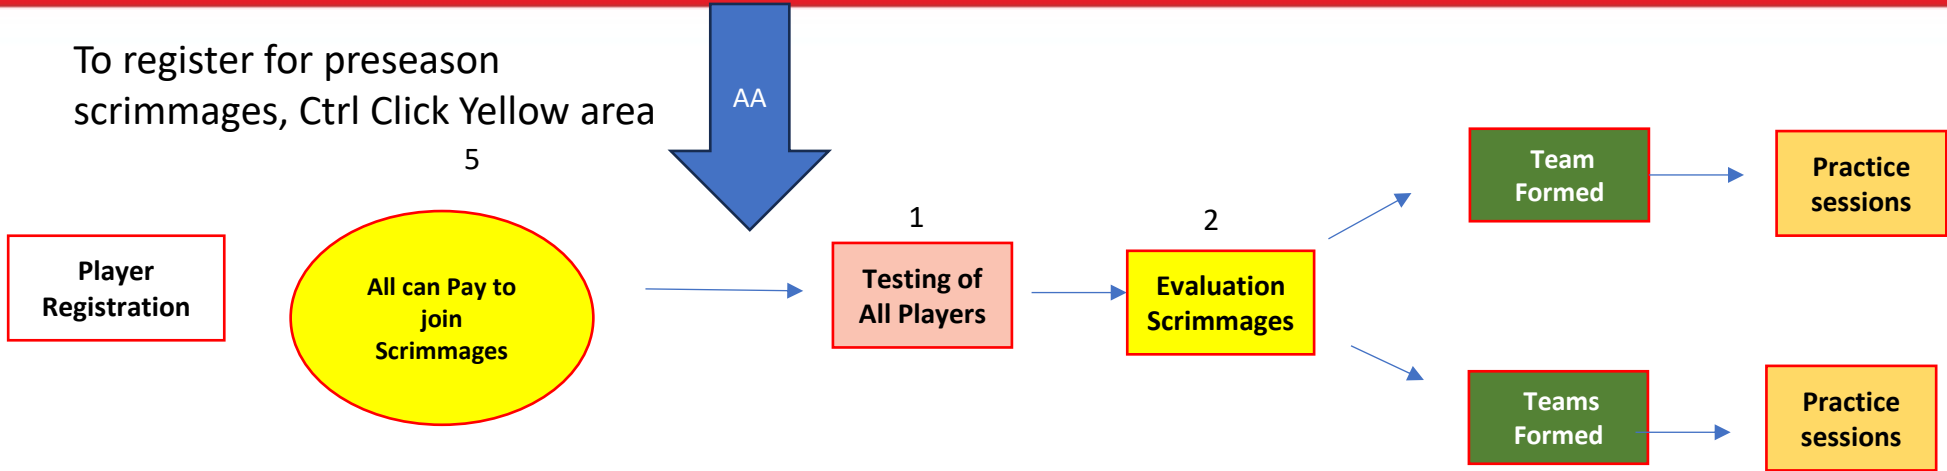 To register for preseason
scrimmages, Ctrl Click Yellow area
5
AA
Player
Registration
All can Pay to
join
Scrimmages
1
Testing of
All Players
2
Evaluation
Scrimmages
Team
Formed
Practice
sessions
Teams
Formed
Practice
sessions